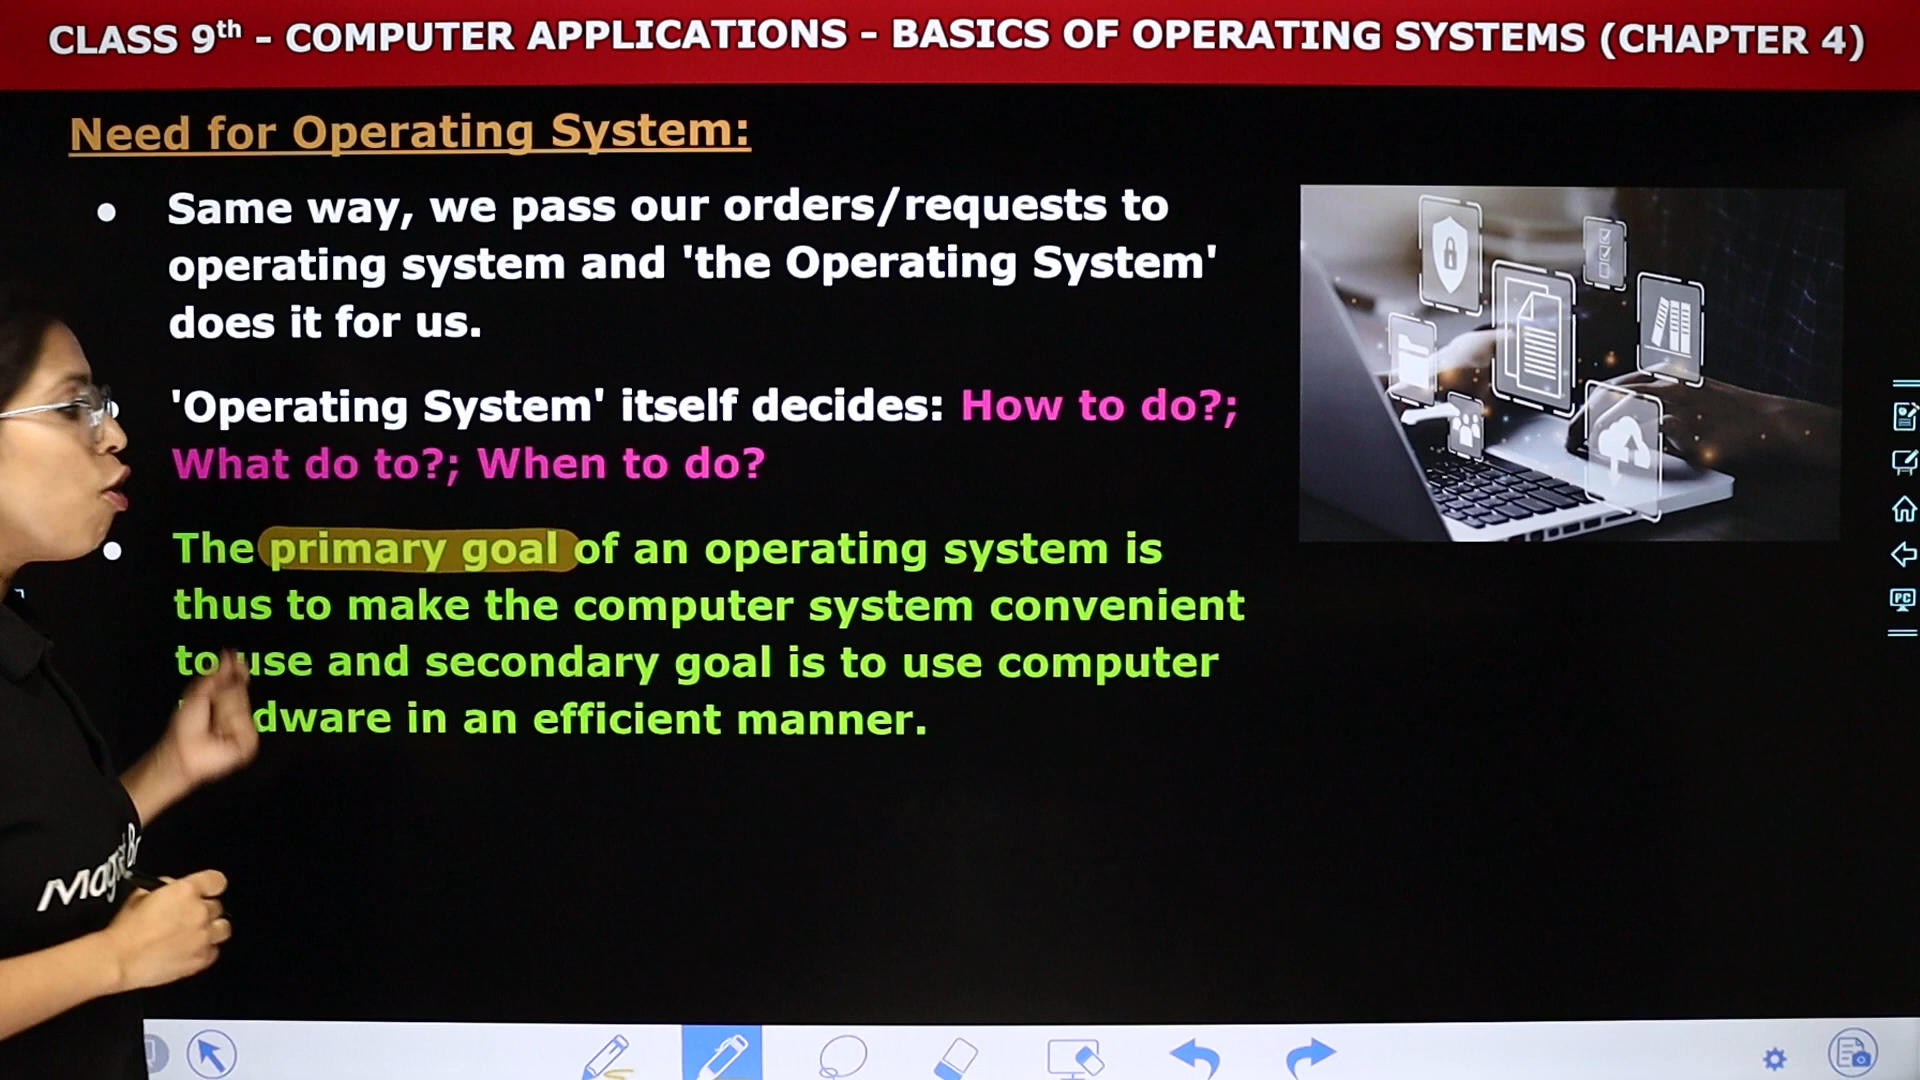 CLASS 9th - COMPUTER APPLICATIONS - BASICS OF OPERATING SYSTEMS (CHAPTER 4)
Need for Operating System:
• Same way, we pass our orders/requests to
operating system and 'the Operating System'
does it for us.
'Operating System' itself decides: How to do?;
What do to?; When to do?
• The primary goal of an operating system is
thus to make the computer system convenient
to use and secondary goal is to use computer
in an efficient manner.
PC